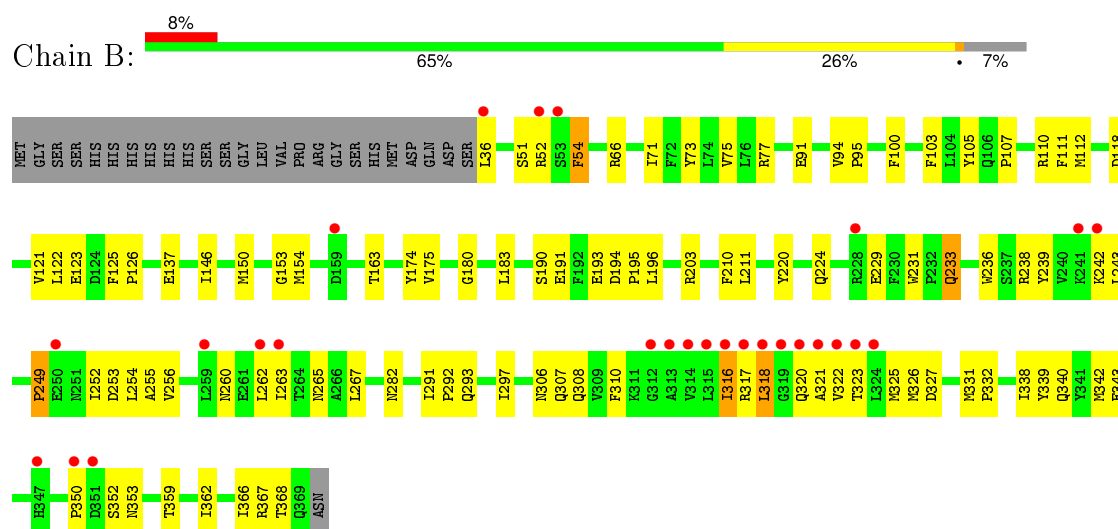 8%
Chain B:
65% 26% • 7%
MET GLY SER SER HIS HIS HIS HIS HIS HIS SER SER GLY LEU VAL PRO ARG GLY SER HIS MET ASP GLN ASP SER L36 S51 R52 S53 F54 R66 I71 F72 Y73 L74 V75 L76 R77 E91 V94 P95 F100 F103 L104 Y105 Q106 P107 R110 F111 M112 D118
V121 L122 E123 D124 F125 P126 E137 I146 M150 G153 M154 D159 T163 Y174 V175 G180 L183 S190 E191 F192 E193 D194 P195 L196 R203 F210 L211 Y220 Q224 R228 E229 F230 W231 P232 Q233 W236 S237 R238 Y239 V240 K241 K242 L243
P249 E250 N251 I252 D253 L254 A255 V256 L259 N260 E261 L262 I263 T264 N265 A266 L267 N282 I291 P292 Q293 I297 N306 Q307 Q308 V309 F310 K311 G312 A313 V314 L315 I316 R317 L318 G319 Q320 A321 V322 T323 L324 M325 M326 D327 M331 P332 I338 Y339 Q340 Y341 M342
H347 P350 D351 S352 N353 T359 I362 I366 R367 T368 Q369 ASN